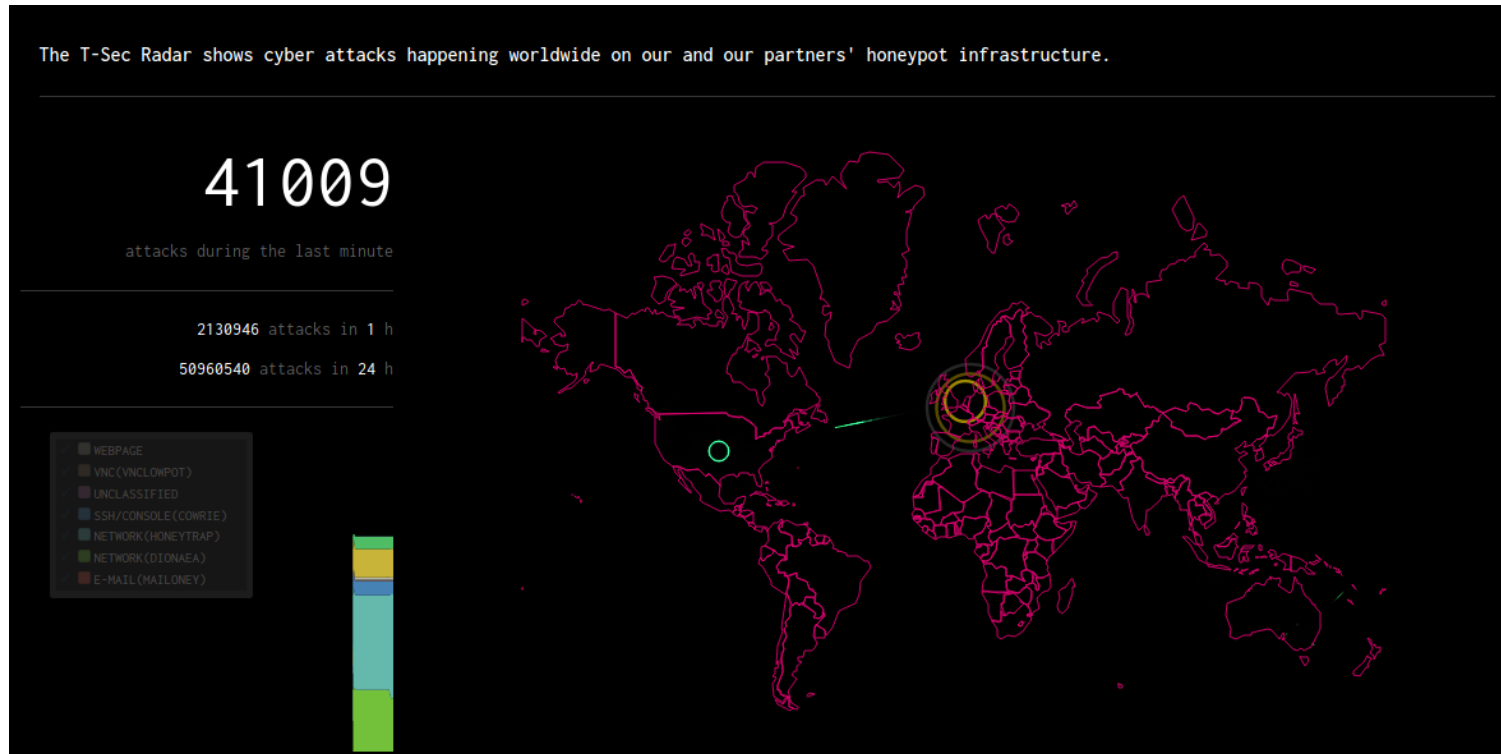 The T-Sec Radar shows cyber attacks happening worldwide on our and our partners' honeypot infrastructure.
41009
attacks during the last minute
2130946 attacks in 1 h
50960540 attacks in 24 h
WEBPAGE
VNC(VNCLOWPOT)
UNCLASSIFIED
SSH/CONSOLE(COWRIE)
NETWORK(HONEYTRAP)
NETWORK(DIONAEA)
E-MAIL(MAILONEY)